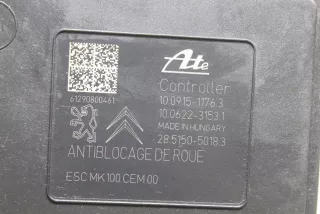 Ate
Controller
61290800461
10.0915-1176.3
10.0622-3153.1
MADE IN HUNGARY
28.5150-5018.3
ANTIBLOCAGE DE ROUE
ESC MK100 CEM 00